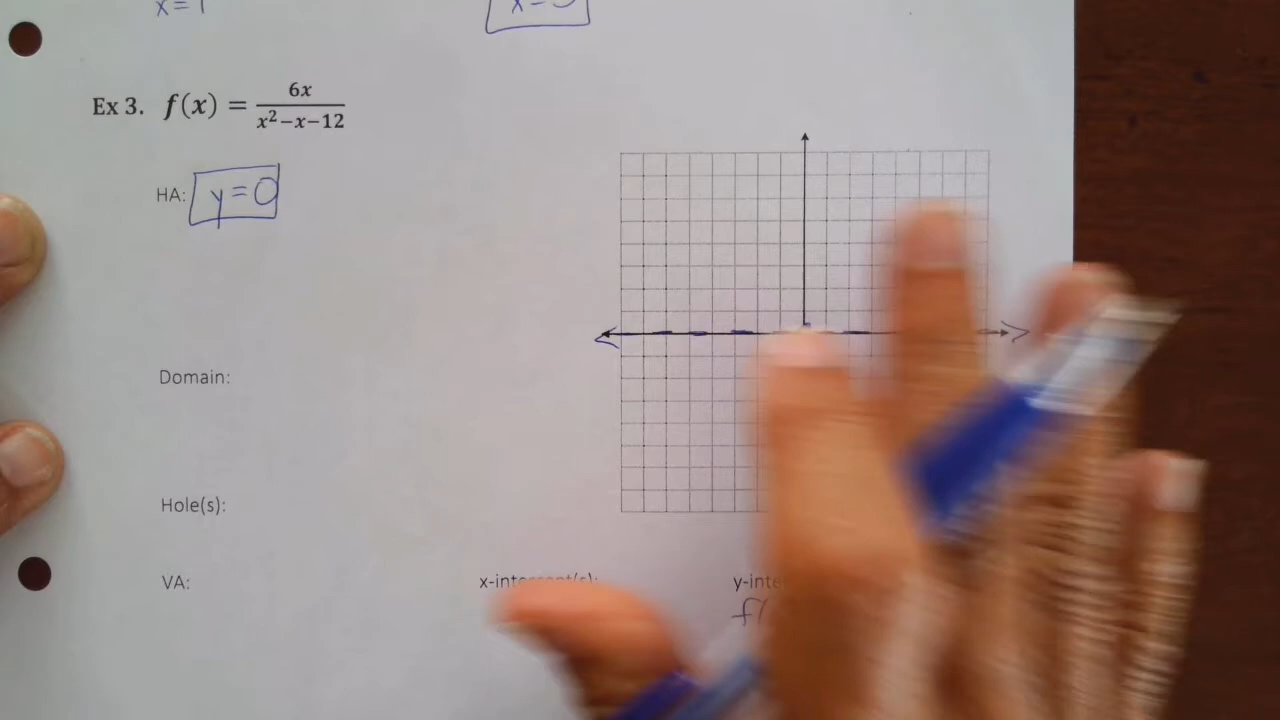 x=1
Ex 3. f(x) = 6x / x²−x−12
HA: y=0
Domain:
Hole(s):
VA: